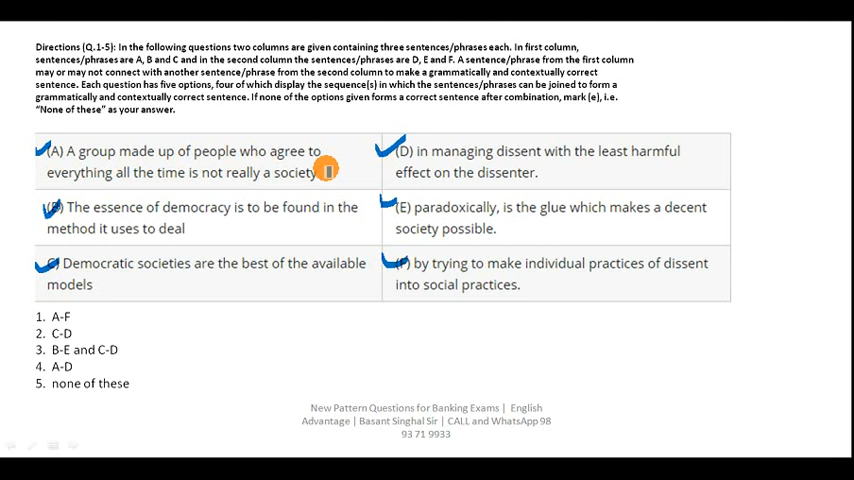 Directions (Q.1-5): In the following questions two columns are given containing three sentences/phrases each. In first column,
sentences/phrases are A, B and C and in the second column the sentences/phrases are D, E and F. A sentence/phrase from the first column
may or may not connect with another sentence/phrase from the second column to make a grammatically and contextually correct
sentence. Each question has five options, four of which display the sequence(s) in which the sentences/phrases can be joined to form a
grammatically and contextually correct sentence. If none of the options given forms a correct sentence after combination, mark (e), i.e.
“None of these” as your answer.
(A) A group made up of people who agree to
everything all the time is not really a society
(D) in managing dissent with the least harmful
effect on the dissenter.
(B) The essence of democracy is to be found in the
method it uses to deal
(E) paradoxically, is the glue which makes a decent
society possible.
C) Democratic societies are the best of the available
models
(F) by trying to make individual practices of dissent
into social practices.
1. A-F
2. C-D
3. B-E and C-D
4. A-D
5. none of these
New Pattern Questions for Banking Exams | English
Advantage | Basant Singhal Sir | CALL and WhatsApp 98
93 71 9933